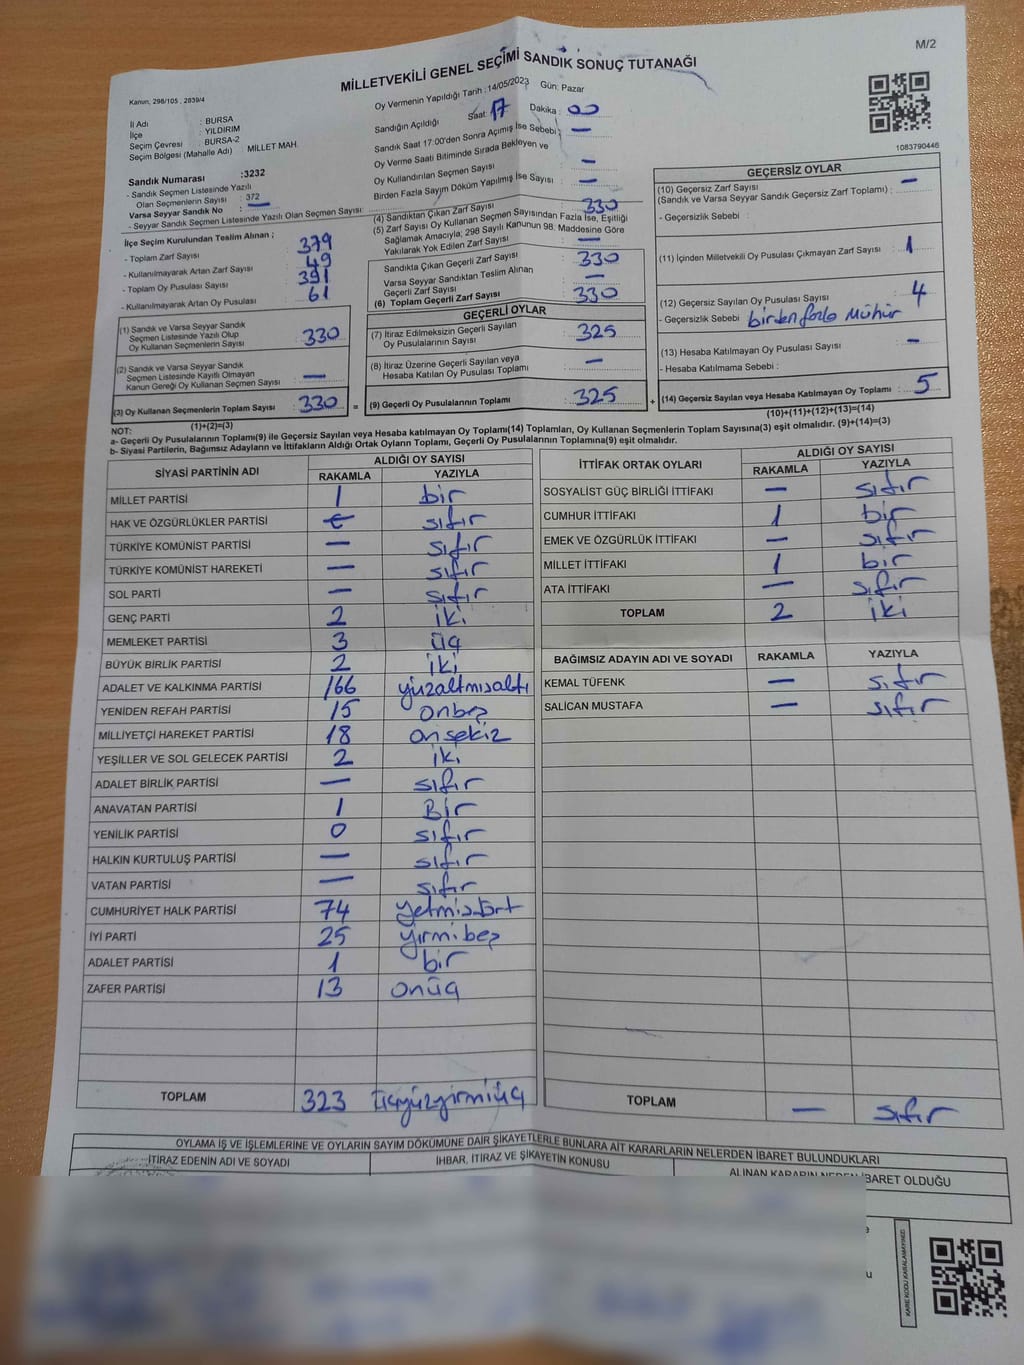 M/2
MİLLETVEKİLİ GENEL SEÇİMİ SANDIK SONUÇ TUTANAĞI
Kanun, 298/105 , 2839/4
Oy Vermenin Yapıldığı Tarih : 14/05/2023 Gün: Pazar
İl Adı : BURSA
İlçe : YILDIRIM
Seçim Çevresi : BURSA-2
Seçim Bölgesi (Mahalle Adı) : MİLLET MAH.
Sandığın Açıldığı Saat: 17 Dakika : 00
Sandık Saat 17:00'den Sonra Açımış İse Sebebi : —
Oy Verme Saati Bitiminde Sırada Bekleyen ve
Oy Kullandırılan Seçmen Sayısı —
Birden Fazla Sayım Döküm Yapılmış İse Sayısı : —
1083790446
Sandık Numarası :3232
- Sandık Seçmen Listesinde Yazılı
Olan Seçmenlerin Sayısı : 372
Varsa Seyyar Sandık No : —
- Seyyar Sandık Seçmen Listesinde Yazılı Olan Seçmen Sayısı :
İlçe Seçim Kurulundan Teslim Alınan ;
- Toplam Zarf Sayısı : 379
- Kullanılmayarak Artan Zarf Sayısı : 49
- Toplam Oy Pusulası Sayısı : 391
- Kullanılmayarak Artan Oy Pusulası : 61
(1) Sandık ve Varsa Seyyar Sandık
Seçmen Listesinde Yazılı Olup
Oy Kullanan Seçmenlerin Sayısı : 330
(2) Sandık ve Varsa Seyyar Sandık
Seçmen Listesinde Kayıtlı Olmayan
Kanun Gereği Oy Kullanan Seçmen Sayısı : —
(3) Oy Kullanan Seçmenlerin Toplam Sayısı : 330 =
(1)+(2)=(3)
(4) Sandıktan Çıkan Zarf Sayısı : 330
(5) Zarf Sayısı Oy Kullanan Seçmen Sayısından Fazla İse, Eşitliği
Sağlamak Amacıyla, 298 Sayılı Kanunun 98. Maddesine Göre
Yakılarak Yok Edilen Zarf Sayısı : —
Sandıkta Çıkan Geçerli Zarf Sayısı : 330
Varsa Seyyar Sandıktan Teslim Alınan
Geçerli Zarf Sayısı : —
(6) Toplam Geçerli Zarf Sayısı : 330
GEÇERLİ OYLAR
(7) İtiraz Edilmeksizin Geçerli Sayılan
Oy Pusulalarının Sayısı : 325
(8) İtiraz Üzerine Geçerli Sayılan veya
Hesaba Katılan Oy Pusulası Toplamı : —
(9) Geçerli Oy Pusulalarının Toplamı : 325 +
GEÇERSİZ OYLAR
(10) Geçersiz Zarf Sayısı : —
(Sandık ve Varsa Seyyar Sandık Geçersiz Zarf Toplamı)
- Geçersizlik Sebebi :
(11) İçinden Milletvekili Oy Pusulası Çıkmayan Zarf Sayısı : 1
(12) Geçersiz Sayılan Oy Pusulası Sayısı : 4
- Geçersizlik Sebebi : birden fazla mühür
(13) Hesaba Katılmayan Oy Pusulası Sayısı : —
- Hesaba Katılmama Sebebi :
(14) Geçersiz Sayılan veya Hesaba Katılmayan Oy Toplamı : 5
(10)+(11)+(12)+(13)=(14)
NOT:
a- Geçerli Oy Pusulalarının Toplamı(9) ile Geçersiz Sayılan veya Hesaba katılmayan Oy Toplamı(14) Toplamları, Oy Kullanan Seçmenlerin Toplam Sayısına(3) eşit olmalıdır. (9)+(14)=(3)
b- Siyasi Partilerin, Bağımsız Adayların ve İttifakların Aldığı Ortak Oyların Toplamı, Geçerli Oy Pusulalarının Toplamına(9) eşit olmalıdır.
SİYASİ PARTİNİN ADI ALDIĞI OY SAYISI
RAKAMLA YAZIYLA
MİLLET PARTİSİ 1 bir
HAK VE ÖZGÜRLÜKLER PARTİSİ sıfır
TÜRKİYE KOMÜNİST PARTİSİ — sıfır
TÜRKİYE KOMÜNİST HAREKETİ — sıfır
SOL PARTİ — sıfır
GENÇ PARTİ 2 iki
MEMLEKET PARTİSİ 3 üç
BÜYÜK BİRLİK PARTİSİ 2 iki
ADALET VE KALKINMA PARTİSİ 166 yüzaltmışaltı
YENİDEN REFAH PARTİSİ 15 onbeş
MİLLİYETÇİ HAREKET PARTİSİ 18 onsekiz
YEŞİLLER VE SOL GELECEK PARTİSİ 2 iki
ADALET BİRLİK PARTİSİ — sıfır
ANAVATAN PARTİSİ 1 Bir
YENİLİK PARTİSİ 0 sıfır
HALKIN KURTULUŞ PARTİSİ — sıfır
VATAN PARTİSİ — sıfır
CUMHURİYET HALK PARTİSİ 74 yetmişdört
İYİ PARTİ 25 yirmibeş
ADALET PARTİSİ 1 bir
ZAFER PARTİSİ 13 onüç
TOPLAM 323 üçyüzyirmiüç
İTTİFAK ORTAK OYLARI ALDIĞI OY SAYISI
RAKAMLA YAZIYLA
SOSYALİST GÜÇ BİRLİĞİ İTTİFAKI — sıfır
CUMHUR İTTİFAKI 1 bir
EMEK VE ÖZGÜRLÜK İTTİFAKI — sıfır
MİLLET İTTİFAKI 1 bir
ATA İTTİFAKI — sıfır
TOPLAM 2 iki
BAĞIMSIZ ADAYIN ADI VE SOYADI RAKAMLA YAZIYLA
KEMAL TÜFENK — sıfır
SALİCAN MUSTAFA — sıfır
TOPLAM — sıfır
OYLAMA İŞ VE İŞLEMLERİNE VE OYLARIN SAYIM DÖKÜMÜNE DAİR ŞİKAYETLERLE BUNLARA AİT KARARLARIN NELERDEN İBARET BULUNDUKLARI
İTİRAZ EDENİN ADI VE SOYADI İHBAR, İTİRAZ VE ŞİKAYETİN KONUSU ALINAN KARARIN NEDEN İBARET OLDUĞU
KARE KODU KARALAMAYINIZ!